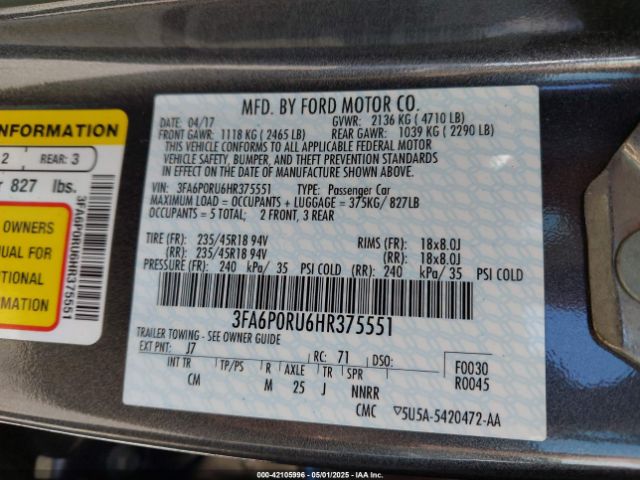 NFORMATION
2 REAR: 3
827 lbs.
OWNERS
NUAL FOR
TIONAL
MATION
3FA6P0RU6HR375551
MFD. BY FORD MOTOR CO.
DATE: 04/17 GVWR: 2136 KG ( 4710 LB)
FRONT GAWR: 1118 KG ( 2465 LB) REAR GAWR: 1039 KG ( 2290 LB)
THIS VEHICLE CONFORMS TO ALL APPLICABLE FEDERAL MOTOR
VEHICLE SAFETY, BUMPER, AND THEFT PREVENTION STANDARDS
IN EFFECT ON THE DATE OF MANUFACTURE SHOWN ABOVE.
VIN: 3FA6P0RU6HR375551 TYPE: Passenger Car
MAXIMUM LOAD = OCCUPANTS + LUGGAGE = 375KG/ 827LB
OCCUPANTS = 5 TOTAL; 2 FRONT, 3 REAR
TIRE (FR): 235/45R18 94V RIMS (FR): 18x8.0J
(RR): 235/45R18 94V (RR): 18x8.0J
PRESSURE (FR): 240 kPa/ 35 PSI COLD (RR): 240 kPa/ 35 PSI COLD
3FA6P0RU6HR375551
TRAILER TOWING - SEE OWNER GUIDE
EXT PNT: J7 RC: 71 DSO: F0030
INT TR TP/PS R AXLE TR SPR R0045
CM M 25 J NNRR
CMC 5U5A-5420472-AA
000-42105996 - 05/01/2025 - IAA Inc.